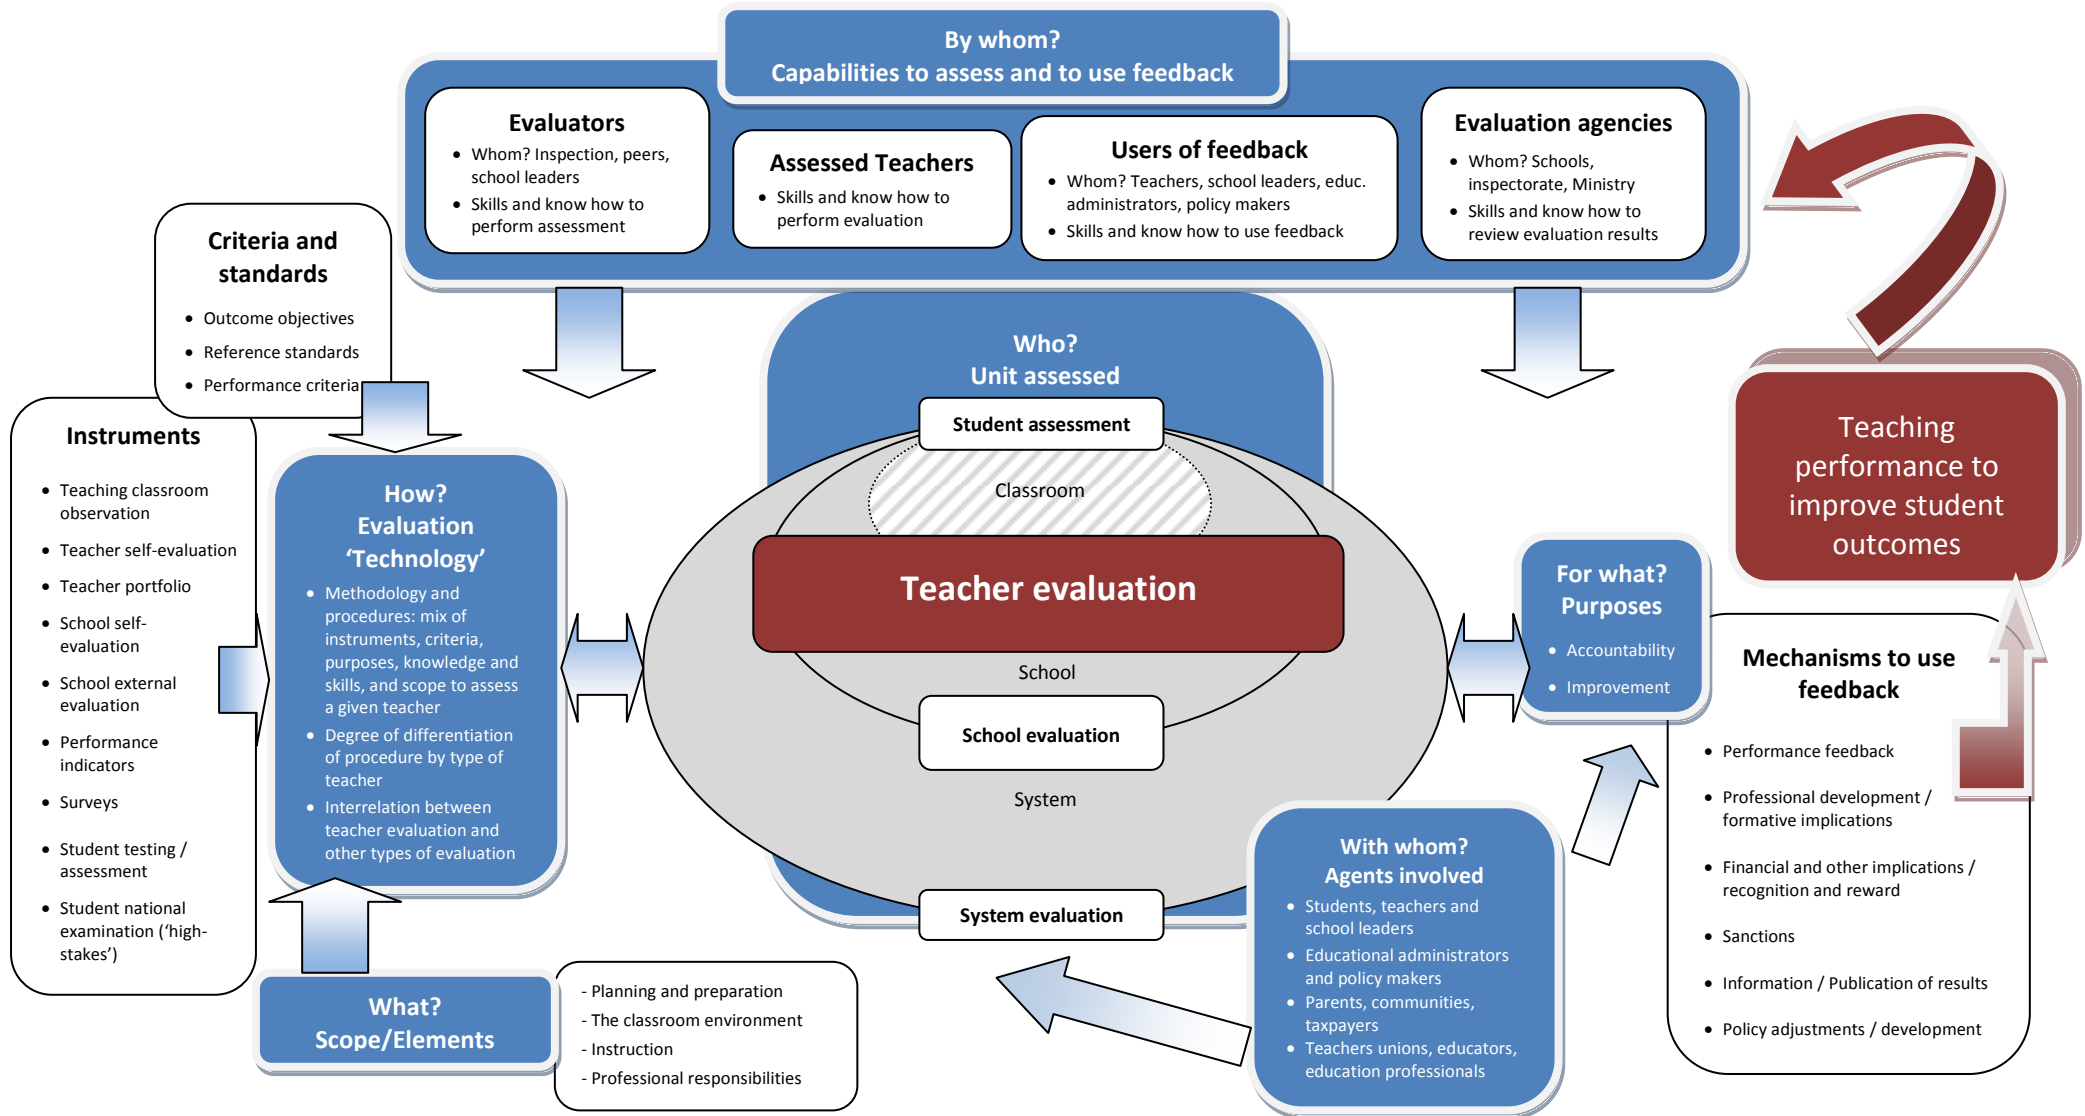 By whom?
Capabilities to assess and to use feedback
Evaluators
• Whom? Inspection, peers,
school leaders
• Skills and know how to
perform assessment
Assessed Teachers
• Skills and know how to
perform evaluation
Users of feedback
• Whom? Teachers, school leaders, educ.
administrators, policy makers
• Skills and know how to use feedback
Evaluation agencies
• Whom? Schools,
inspectorate, Ministry
• Skills and know how to
review evaluation results
Criteria and
standards
• Outcome objectives
• Reference standards
• Performance criteria
Instruments
• Teaching classroom
observation
• Teacher self-evaluation
• Teacher portfolio
• School self-
evaluation
• School external
evaluation
• Performance
indicators
• Surveys
• Student testing /
assessment
• Student national
examination (‘high-
stakes’)
How?
Evaluation
‘Technology’
• Methodology and
procedures: mix of
instruments, criteria,
purposes, knowledge and
skills, and scope to assess
a given teacher
• Degree of differentiation
of procedure by type of
teacher
• Interrelation between
teacher evaluation and
other types of evaluation
What?
Scope/Elements
- Planning and preparation
- The classroom environment
- Instruction
- Professional responsibilities
Who?
Unit assessed
Student assessment
Classroom
Teacher evaluation
School
School evaluation
System
System evaluation
With whom?
Agents involved
• Students, teachers and
school leaders
• Educational administrators
and policy makers
• Parents, communities,
taxpayers
• Teachers unions, educators,
education professionals
For what?
Purposes
• Accountability
• Improvement
Mechanisms to use
feedback
• Performance feedback
• Professional development /
formative implications
• Financial and other implications /
recognition and reward
• Sanctions
• Information / Publication of results
• Policy adjustments / development
Teaching
performance to
improve student
outcomes